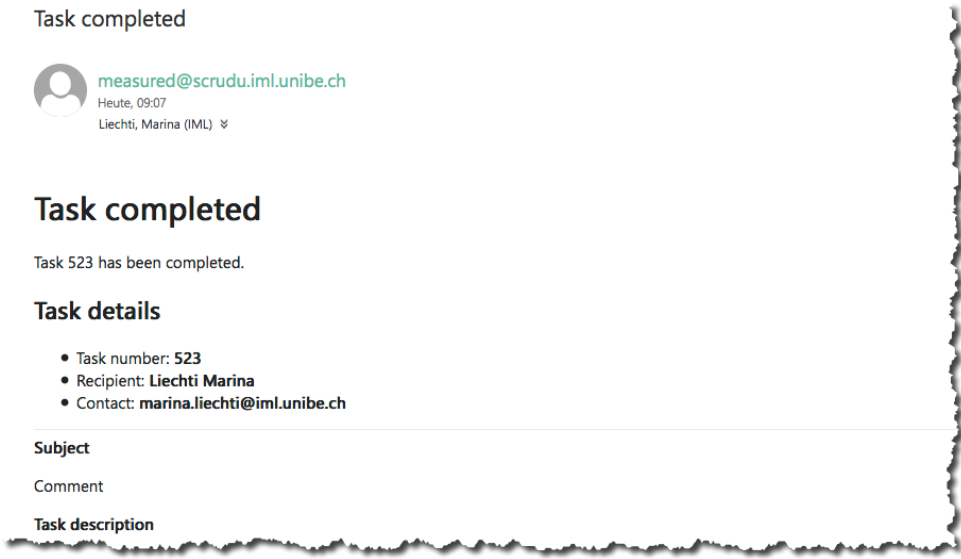 Task completed
measured@scrudu.iml.unibe.ch
Heute, 09:07
Liechti, Marina (IML)
Task completed
Task 523 has been completed.
Task details
• Task number: 523
• Recipient: Liechti Marina
• Contact: marina.liechti@iml.unibe.ch
Subject
Comment
Task description